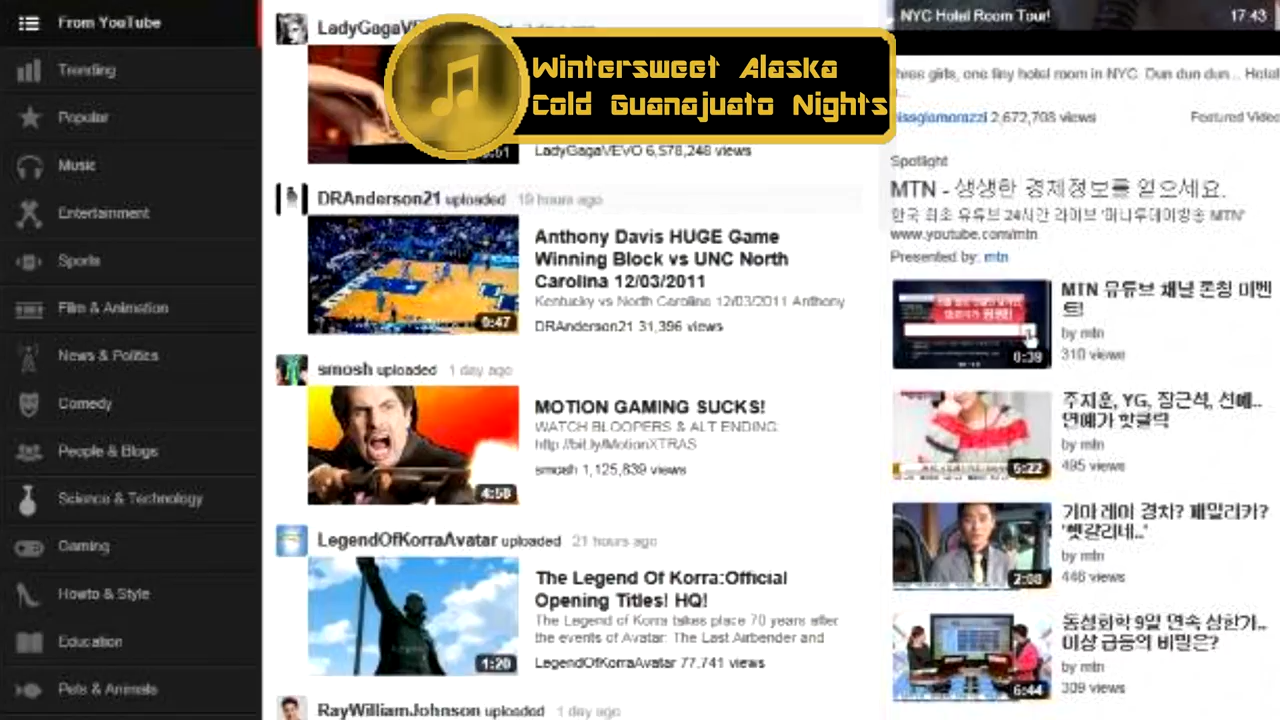 From YouTube
Trending
Popular
Music
Entertainment
Sports
Film & Animation
News & Politics
Comedy
People & Blogs
Science & Technology
Gaming
Howto & Style
Education
Pets & Animals
LadyGagaVE
Wintersweet Alaska
Cold Guanajuato Nights
LadyGagaVEVO 6,578,248 views
DRAnderson21 uploaded 19 hours ago
Anthony Davis HUGE Game
Winning Block vs UNC North
Carolina 12/03/2011
Kentucky vs North Carolina 12/03/2011 Anthony
DRAnderson21 31,396 views
9:47
smosh uploaded 1 day ago
MOTION GAMING SUCKS!
WATCH BLOOPERS & ALT ENDING:
http://bit.ly/MotionXTRAS
smosh 1,125,839 views
4:58
LegendOfKorraAvatar uploaded 21 hours ago
The Legend Of Korra:Official
Opening Titles! HQ!
The Legend of Korra takes place 70 years after
the events of Avatar: The Last Airbender and
LegendOfKorraAvatar 77,741 views
1:20
RayWilliamJohnson uploaded 1 day ago
NYC Hotel Room Tour!
17:43
three girls, one tiny hotel room in NYC. Dun dun dun... Hotel
issglamorazzi 2,672,708 views
Featured Video
Spotlight
MTN - 생생한 경제정보를 얻으세요.
한국 최초 유튜브 24시간 라이브 '머니투데이방송 MTN'
www.youtube.com/mtn
Presented by: mtn
MTN 유튜브 채널 론칭 이벤
트!
by mtn
310 views
0:39
주지훈, YG, 장근석, 선예..
연예가 핫클릭
by mtn
495 views
5:22
기아 레이 경차? 패밀리카?
'헷갈리네..'
by mtn
446 views
2:08
동성화학 9일 연속 상한가..
이상 급등의 비밀은?
by mtn
309 views
6:44